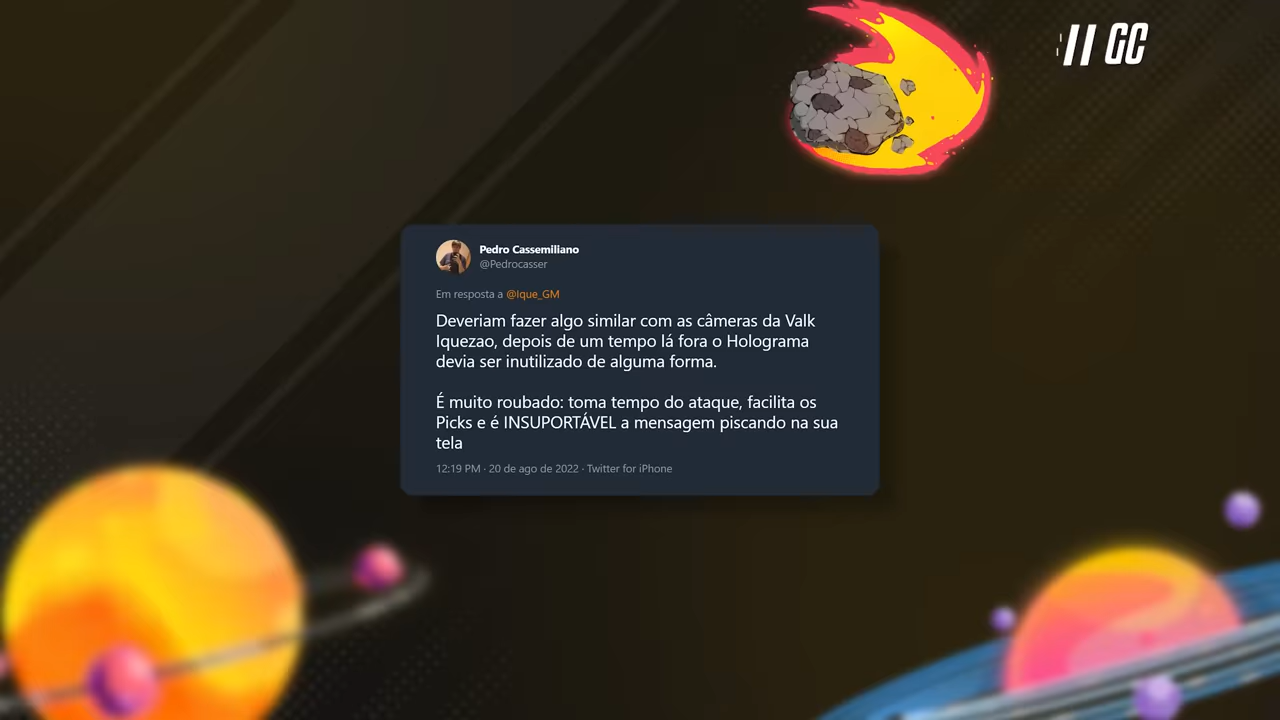 GC
Pedro Cassemiliano
@Pedrocasser
Em resposta a @Ique_GM
Deveriam fazer algo similar com as câmeras da Valk
Iquezao, depois de um tempo lá fora o Holograma
devia ser inutilizado de alguma forma.
É muito roubado: toma tempo do ataque, facilita os
Picks e é INSUPORTÁVEL a mensagem piscando na sua
tela
12:19 PM · 20 de ago de 2022 · Twitter for iPhone